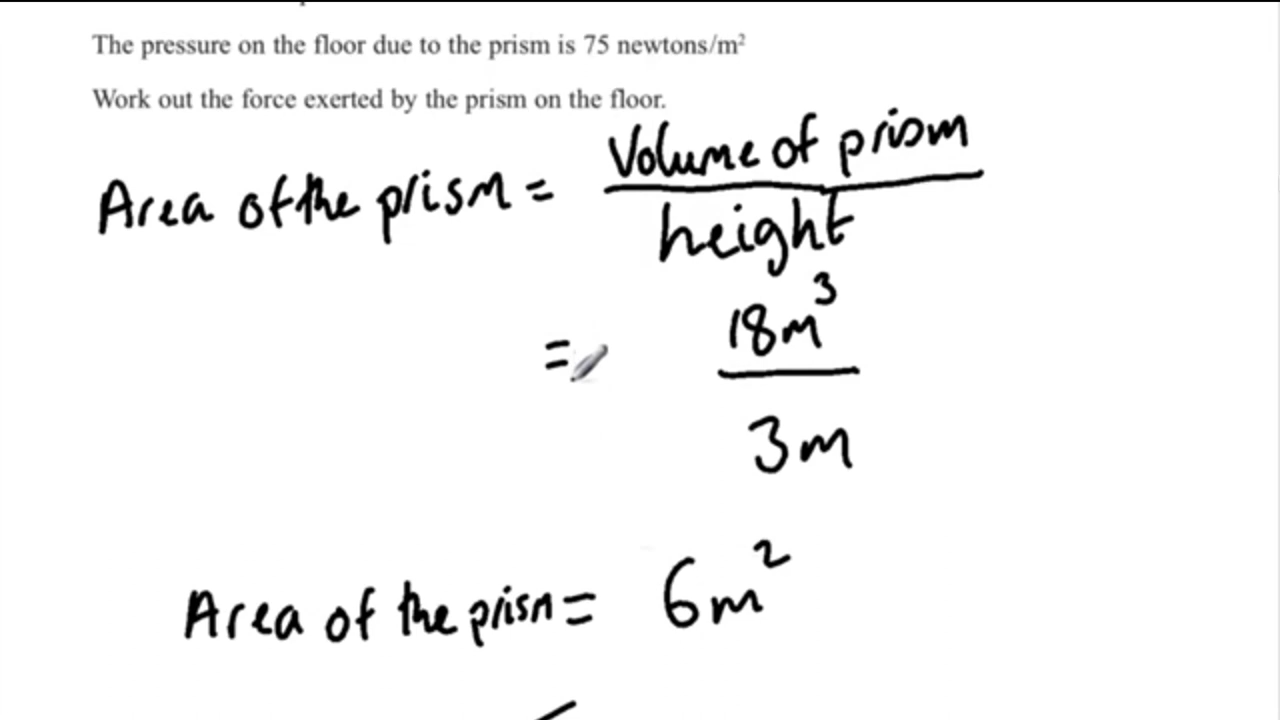 The pressure on the floor due to the prism is 75 newtons/m²
Work out the force exerted by the prism on the floor.
Area of the prism = Volume of prism
height
= 18m³
3m
Area of the prism = 6m²